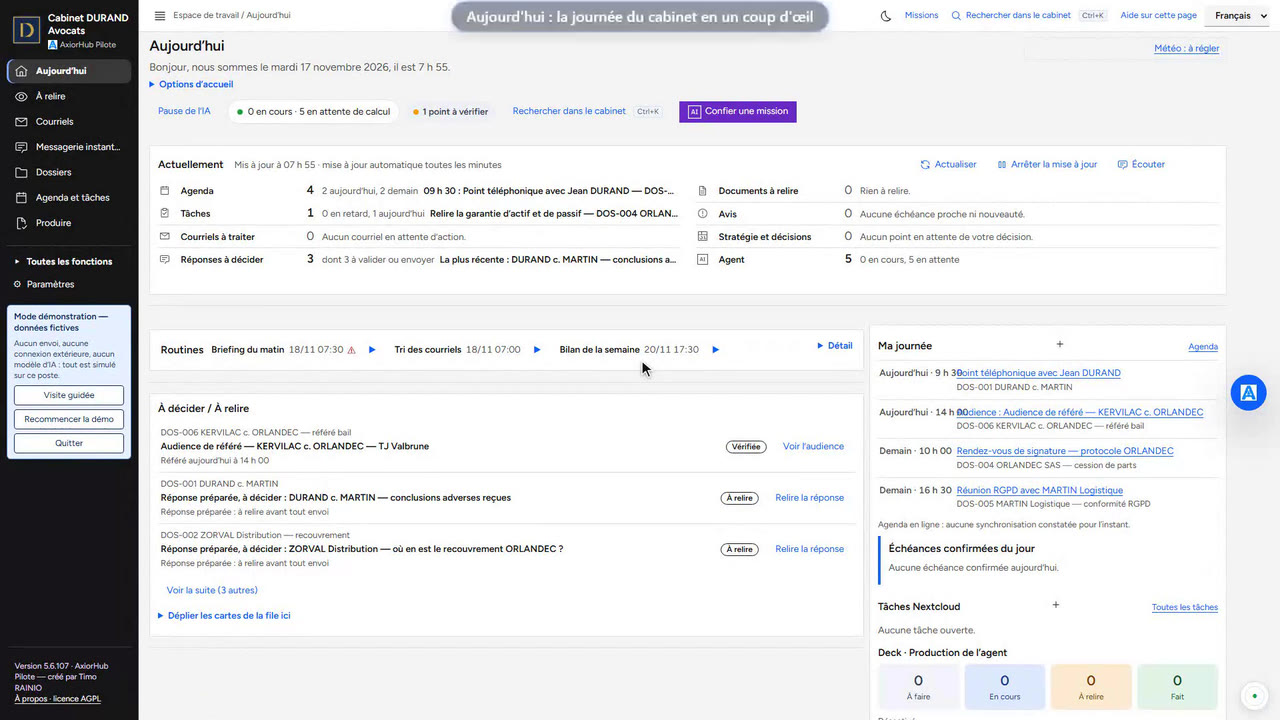 Cabinet DURAND
Avocats
AxiorHub Pilote
Aujourd'hui
À relire
Courriels
Messagerie instant...
Dossiers
Agenda et tâches
Produire
Toutes les fonctions
Paramètres
Mode démonstration —
données fictives
Aucun envoi, aucune
connexion extérieure, aucun
modèle d'IA : tout est simulé
sur ce poste.
Visite guidée
Recommencer la démo
Quitter
Version 5.6.107 · AxiorHub
Pilote — créé par Timo
RAINIO
À propos · licence AGPL
Espace de travail / Aujourd'hui
Aujourd'hui : la journée du cabinet en un coup d'œil
Missions
Rechercher dans le cabinet Ctrl+K
Aide sur cette page
Français
Aujourd'hui
Bonjour, nous sommes le mardi 17 novembre 2026, il est 7 h 55.
Météo : à régler
Options d'accueil
Pause de l'IA
0 en cours · 5 en attente de calcul
1 point à vérifier
Rechercher dans le cabinet Ctrl+K
AI Confier une mission
Actuellement Mis à jour à 07 h 55 · mise à jour automatique toutes les minutes
Actualiser
Arrêter la mise à jour
Écouter
Agenda 4 2 aujourd'hui, 2 demain 09 h 30 : Point téléphonique avec Jean DURAND — DOS-...
Tâches 1 0 en retard, 1 aujourd'hui Relire la garantie d'actif et de passif — DOS-004 ORLAN...
Courriels à traiter 0 Aucun courriel en attente d'action.
Réponses à décider 3 dont 3 à valider ou envoyer La plus récente : DURAND c. MARTIN — conclusions a...
Documents à relire 0 Rien à relire.
Avis 0 Aucune échéance proche ni nouveauté.
Stratégie et décisions 0 Aucun point en attente de votre décision.
AI Agent 5 0 en cours, 5 en attente
Routines Briefing du matin 18/11 07:30 Tri des courriels 18/11 07:00 Bilan de la semaine 20/11 17:30 Détail
À décider / À relire
DOS-006 KERVILAC c. ORLANDEC — référé bail
Audience de référé — KERVILAC c. ORLANDEC — TJ Valbrune
Référé aujourd'hui à 14 h 00
Vérifiée
Voir l'audience
DOS-001 DURAND c. MARTIN
Réponse préparée, à décider : DURAND c. MARTIN — conclusions adverses reçues
Réponse préparée : à relire avant tout envoi
À relire
Relire la réponse
DOS-002 ZORVAL Distribution — recouvrement
Réponse préparée, à décider : ZORVAL Distribution — où en est le recouvrement ORLANDEC ?
Réponse préparée : à relire avant tout envoi
À relire
Relire la réponse
Voir la suite (3 autres)
Déplier les cartes de la file ici
Ma journée +
Agenda
Aujourd'hui · 9 h 30 Point téléphonique avec Jean DURAND
DOS-001 DURAND c. MARTIN
Aujourd'hui · 14 h 00 Audience : Audience de référé — KERVILAC c. ORLANDEC
DOS-006 KERVILAC c. ORLANDEC — référé bail
Demain · 10 h 00 Rendez-vous de signature — protocole ORLANDEC
DOS-004 ORLANDEC SAS — cession de parts
Demain · 16 h 30 Réunion RGPD avec MARTIN Logistique
DOS-005 MARTIN Logistique — conformité RGPD
Agenda en ligne : aucune synchronisation constatée pour l'instant.
Échéances confirmées du jour
Aucune échéance confirmée aujourd'hui.
Tâches Nextcloud +
Toutes les tâches
Aucune tâche ouverte.
Deck · Production de l'agent
0 0 0 0
À faire En cours À relire Fait